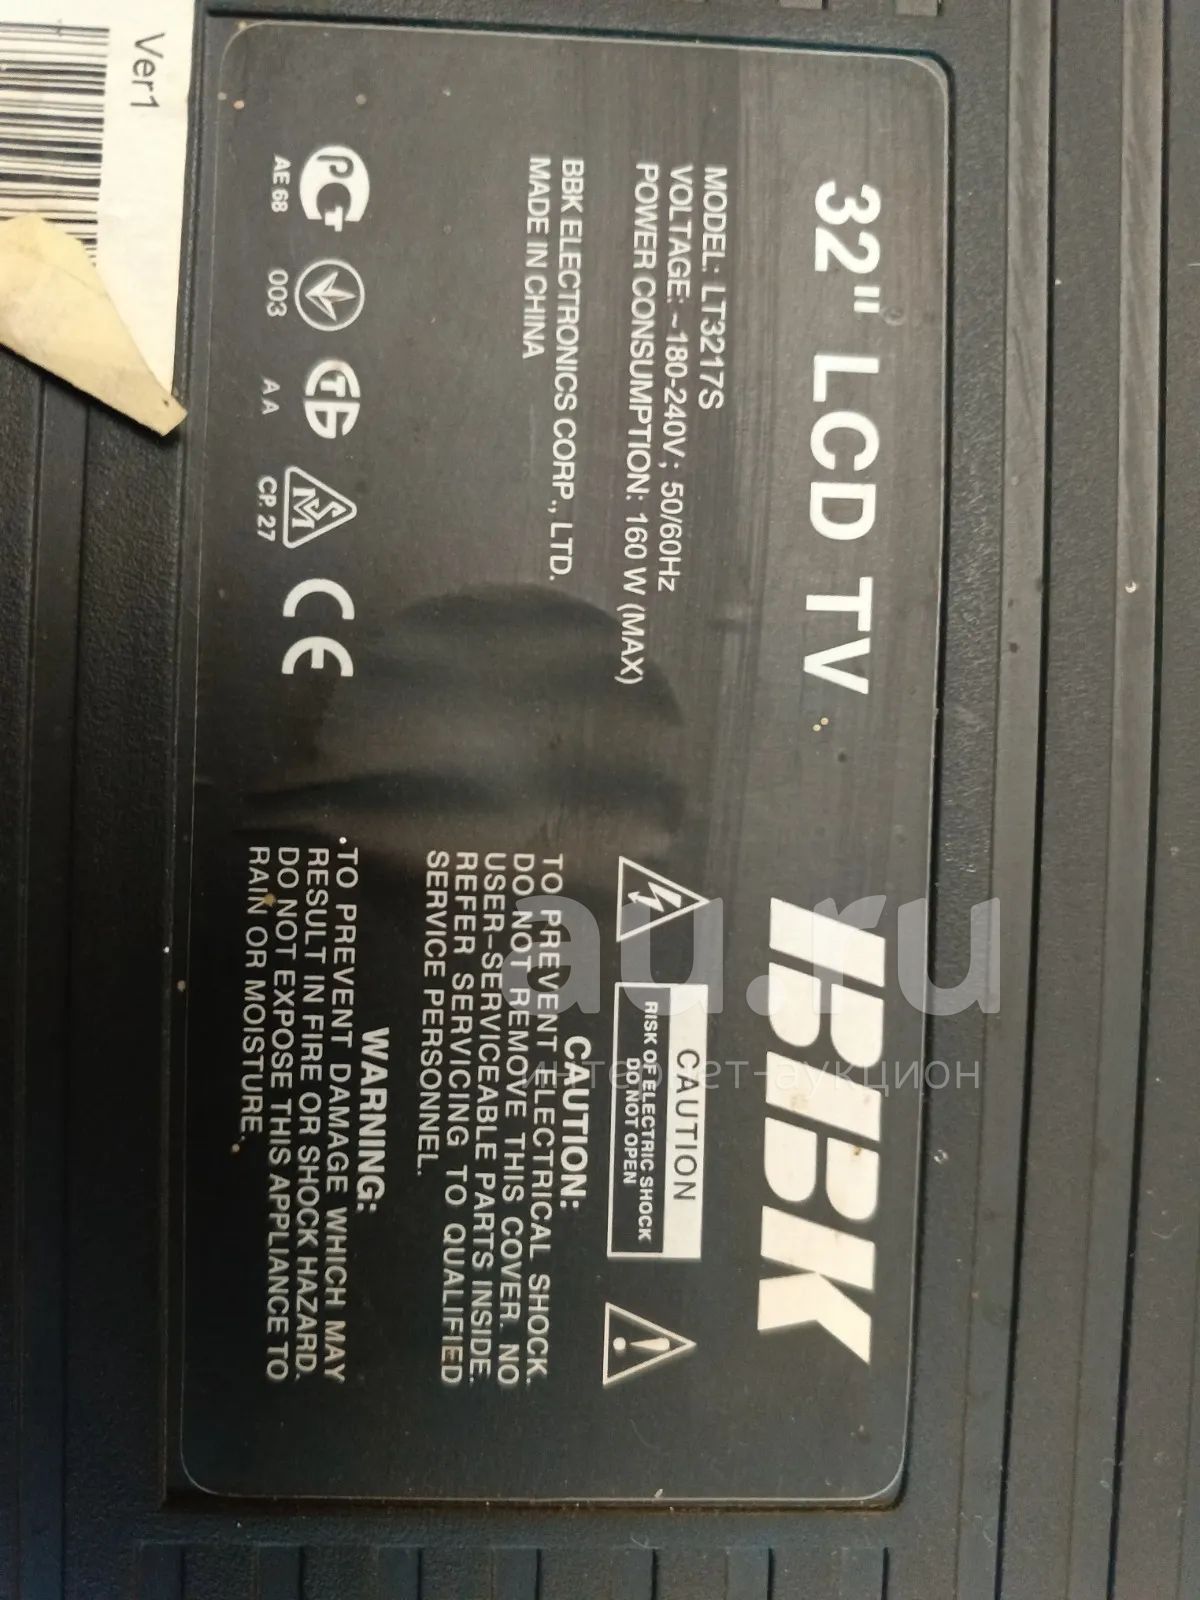 32" LCD TV
BBK
MODEL: LT3217S
VOLTAGE: ~180-240V; 50/60Hz
POWER CONSUMPTION: 160 W (MAX)
BBK ELECTRONICS CORP., LTD.
MADE IN CHINA
РСТ
AE 68
003
ТБ
A A
СМ
CP. 27
CE
CAUTION
RISK OF ELECTRIC SHOCK
DO NOT OPEN
CAUTION:
TO PREVENT ELECTRICAL SHOCK.
DO NOT REMOVE THIS COVER. NO
USER-SERVICEABLE PARTS INSIDE.
REFER SERVICING TO QUALIFIED
SERVICE PERSONNEL.
WARNING:
.TO PREVENT DAMAGE WHICH MAY
RESULT IN FIRE OR SHOCK HAZARD.
DO NOT EXPOSE THIS APPLIANCE TO
RAIN OR MOISTURE.
Ver1
au.ru
интернет-аукцион